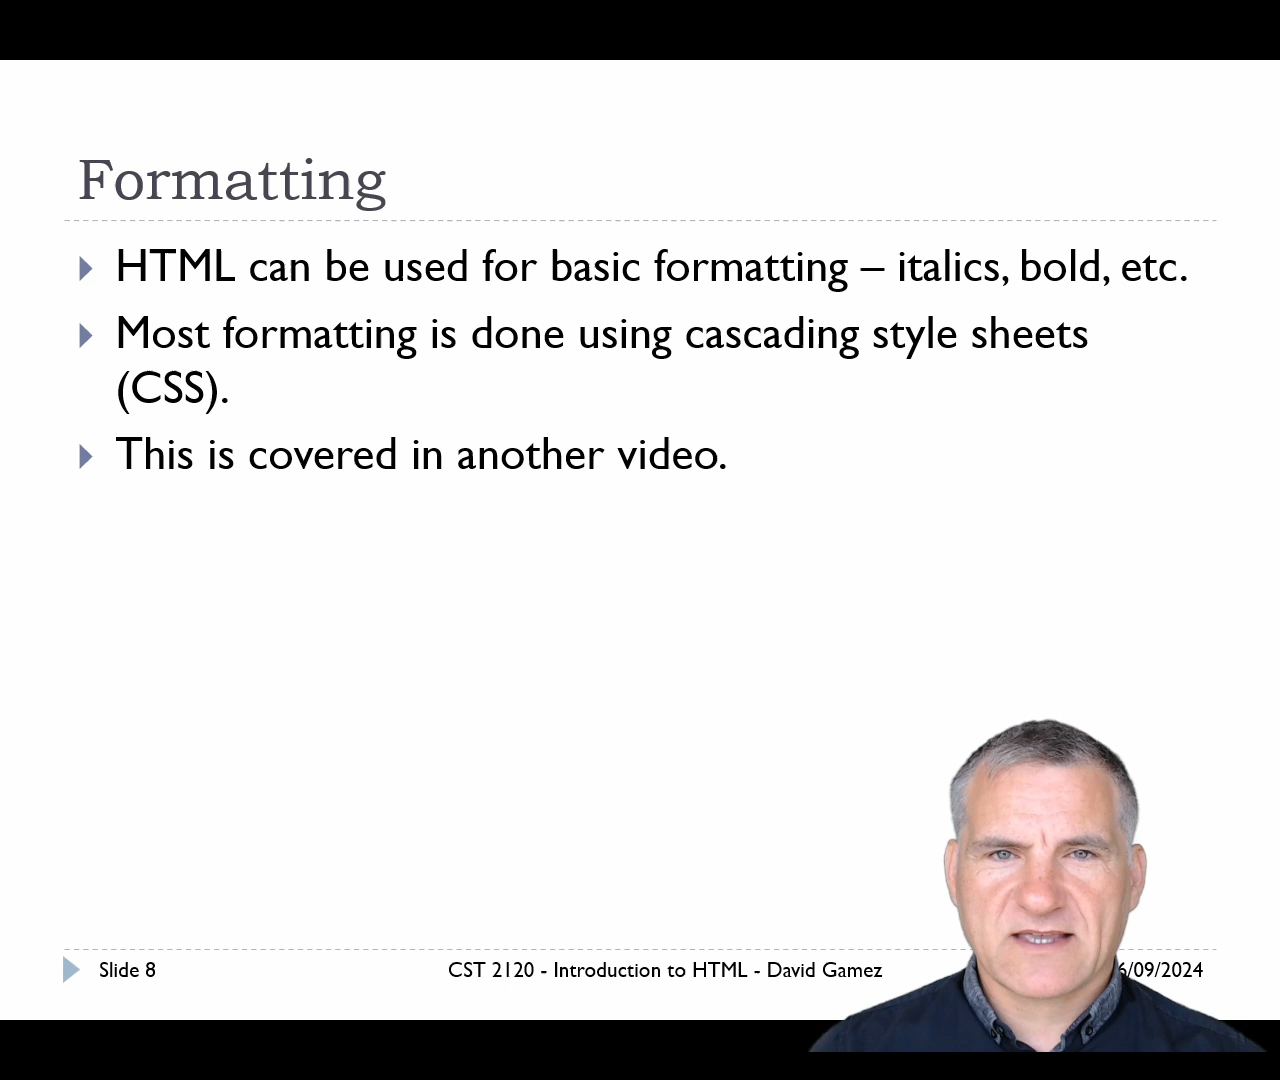 Formatting
HTML can be used for basic formatting – italics, bold, etc.
Most formatting is done using cascading style sheets
(CSS).
This is covered in another video.
Slide 8
CST 2120 - Introduction to HTML - David Gamez
6/09/2024